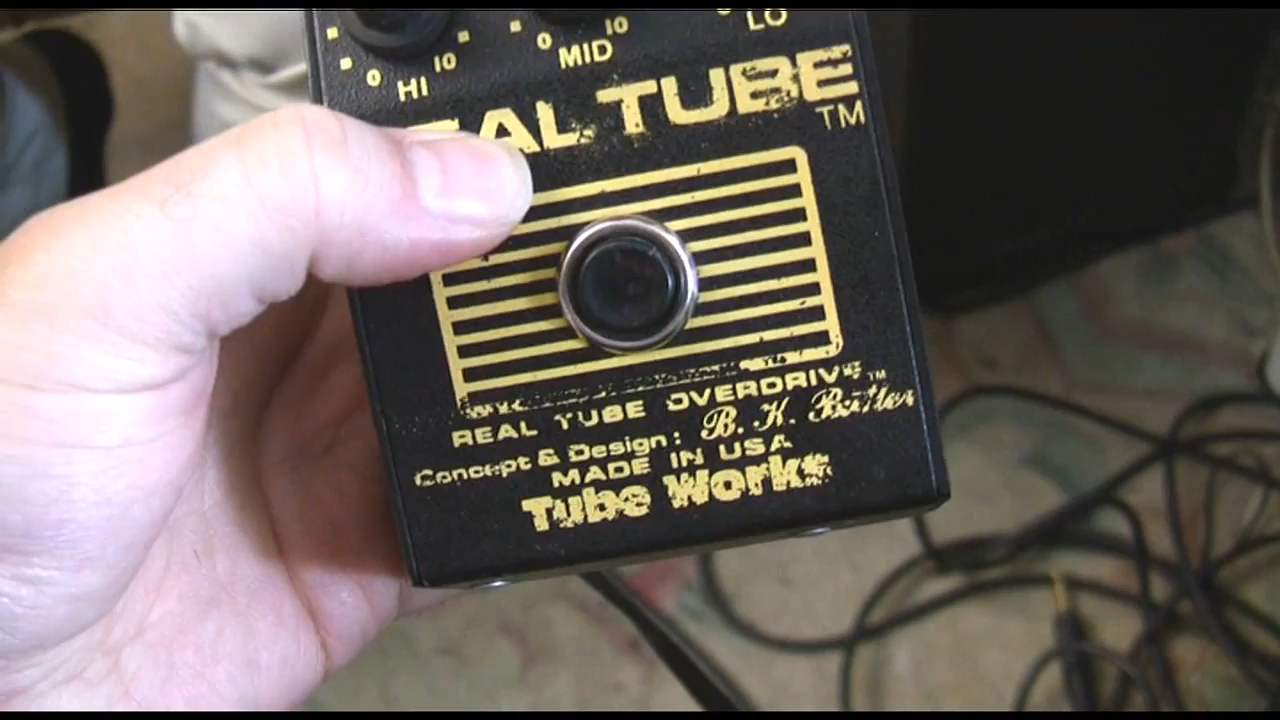 0 10 0 10
HI MID LO
EAL TUBE
TM
REAL TUBE OVERDRIVE TM
Concept & Design: B. K. Butler
MADE IN USA
Tube Works